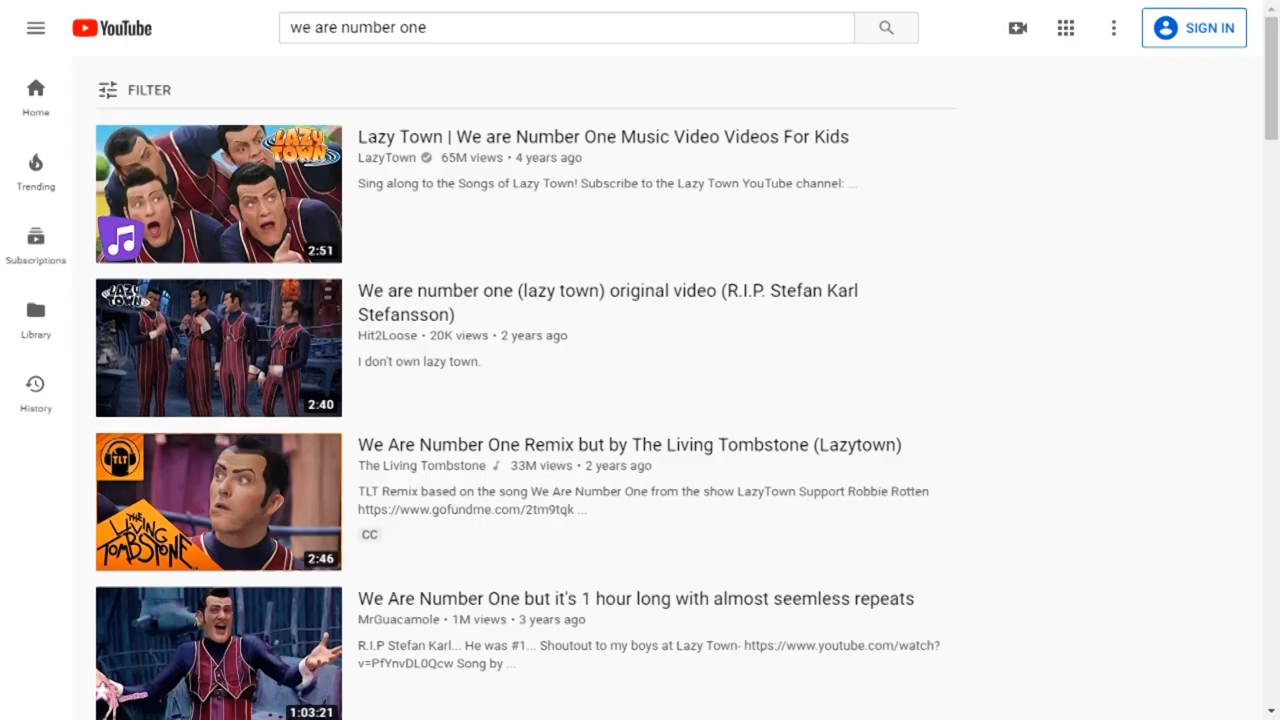 YouTube
we are number one
SIGN IN
Home
Trending
Subscriptions
Library
History
FILTER
LAZY TOWN
2:51
Lazy Town | We are Number One Music Video Videos For Kids
LazyTown 65M views • 4 years ago
Sing along to the Songs of Lazy Town! Subscribe to the Lazy Town YouTube channel: ...
LAZY TOWN
2:40
We are number one (lazy town) original video (R.I.P. Stefan Karl
Stefansson)
Hit2Loose • 20K views • 2 years ago
I don't own lazy town.
TLT
THE LIVING TOMBSTONE
2:46
We Are Number One Remix but by The Living Tombstone (Lazytown)
The Living Tombstone 33M views • 2 years ago
TLT Remix based on the song We Are Number One from the show LazyTown Support Robbie Rotten
https://www.gofundme.com/2tm9tqk ...
CC
1:03:21
We Are Number One but it's 1 hour long with almost seemless repeats
MrGuacamole • 1M views • 3 years ago
R.I.P Stefan Karl... He was #1... Shoutout to my boys at Lazy Town- https://www.youtube.com/watch?
v=PfYnvDL0Qcw Song by ...